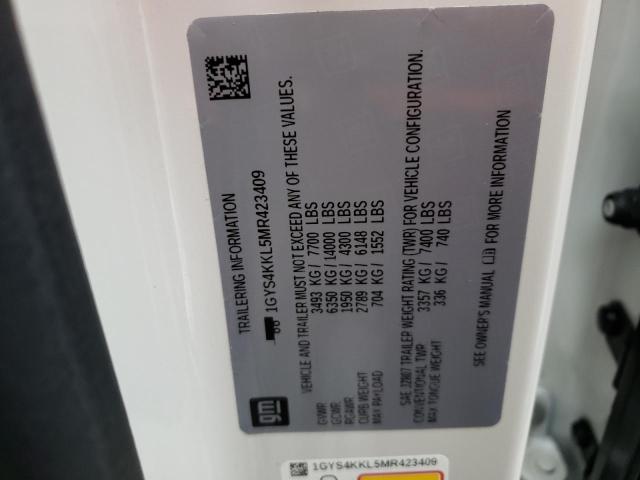 TRAILERING INFORMATION
1GYS4KKL5MR423409
VEHICLE AND TRAILER MUST NOT EXCEED ANY OF THESE VALUES.
GVWR 3493 KG / 7700 LBS
GCWR 6350 KG / 14000 LBS
RGAWR 1950 KG / 4300 LBS
CURB WEIGHT 2789 KG / 6148 LBS
MAX PAYLOAD 704 KG / 1552 LBS
SAE J2807 TRAILER WEIGHT RATING (TWR) FOR VEHICLE CONFIGURATION.
CONVENTIONAL TWR 3357 KG / 7400 LBS
MAX TONGUE WEIGHT 336 KG / 740 LBS
SEE OWNER'S MANUAL FOR MORE INFORMATION
gm
1GYS4KKL5MR423409